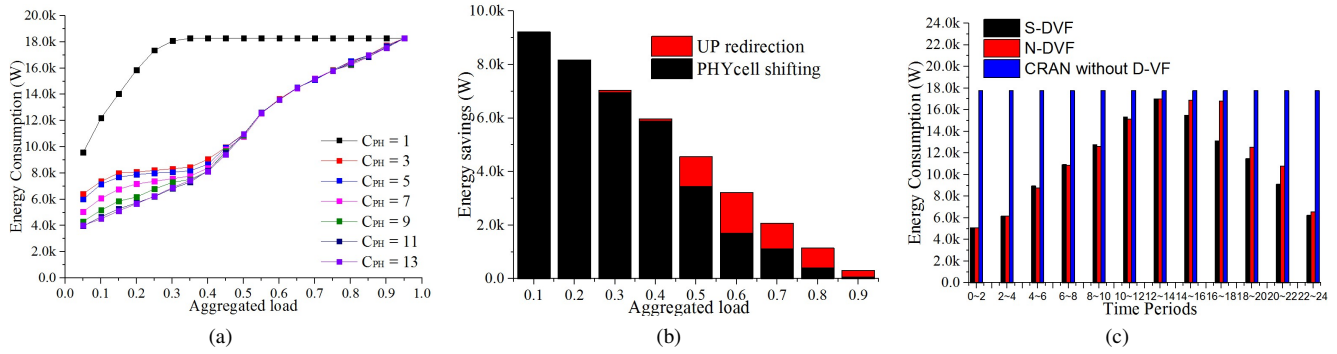 20.0k
18.0k
16.0k
14.0k
12.0k
10.0k
8.0k
6.0k
4.0k
2.0k
0.0
Energy Consumption (W)
C_PH = 1
C_PH = 3
C_PH = 5
C_PH = 7
C_PH = 9
C_PH = 11
C_PH = 13
0.0 0.1 0.2 0.3 0.4 0.5 0.6 0.7 0.8 0.9 1.0
Aggregated load
(a)
10.0k
8.0k
6.0k
4.0k
2.0k
0.0
Energy savings (W)
UP redirection
PHYcell shifting
0.1 0.2 0.3 0.4 0.5 0.6 0.7 0.8 0.9
Aggregated load
(b)
24.0k
22.0k
20.0k
18.0k
16.0k
14.0k
12.0k
10.0k
8.0k
6.0k
4.0k
2.0k
0.0
Energy Consumption (W)
S-DVF
N-DVF
CRAN without D-VF
0~2 2~4 4~6 6~8 8~10 10~12 12~14 14~16 16~18 18~20 20~22 22~24
Time Periods
(c)